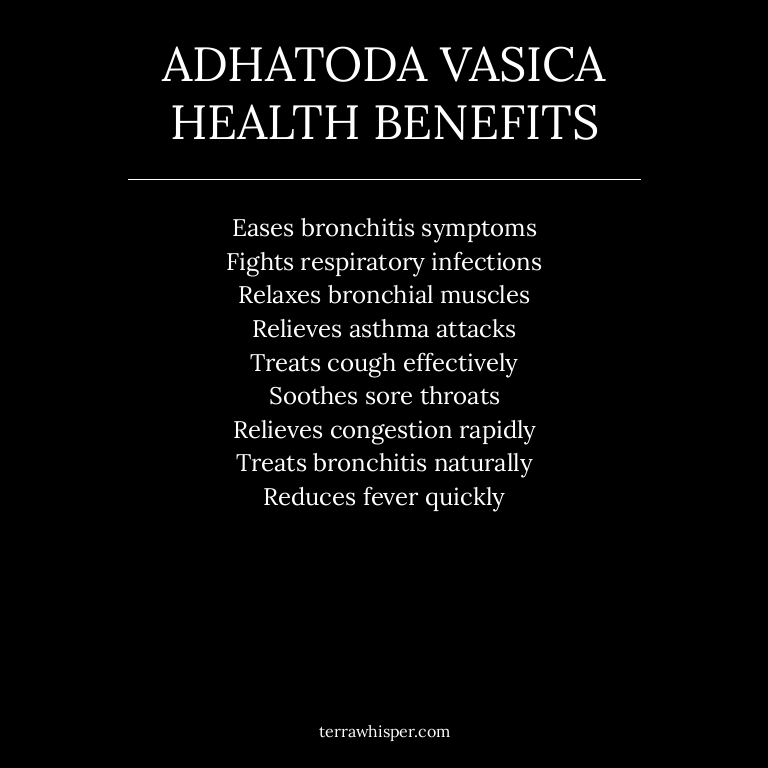 ADHATODA VASICA
HEALTH BENEFITS
Eases bronchitis symptoms
Fights respiratory infections
Relaxes bronchial muscles
Relieves asthma attacks
Treats cough effectively
Soothes sore throats
Relieves congestion rapidly
Treats bronchitis naturally
Reduces fever quickly
terrawhisper.com